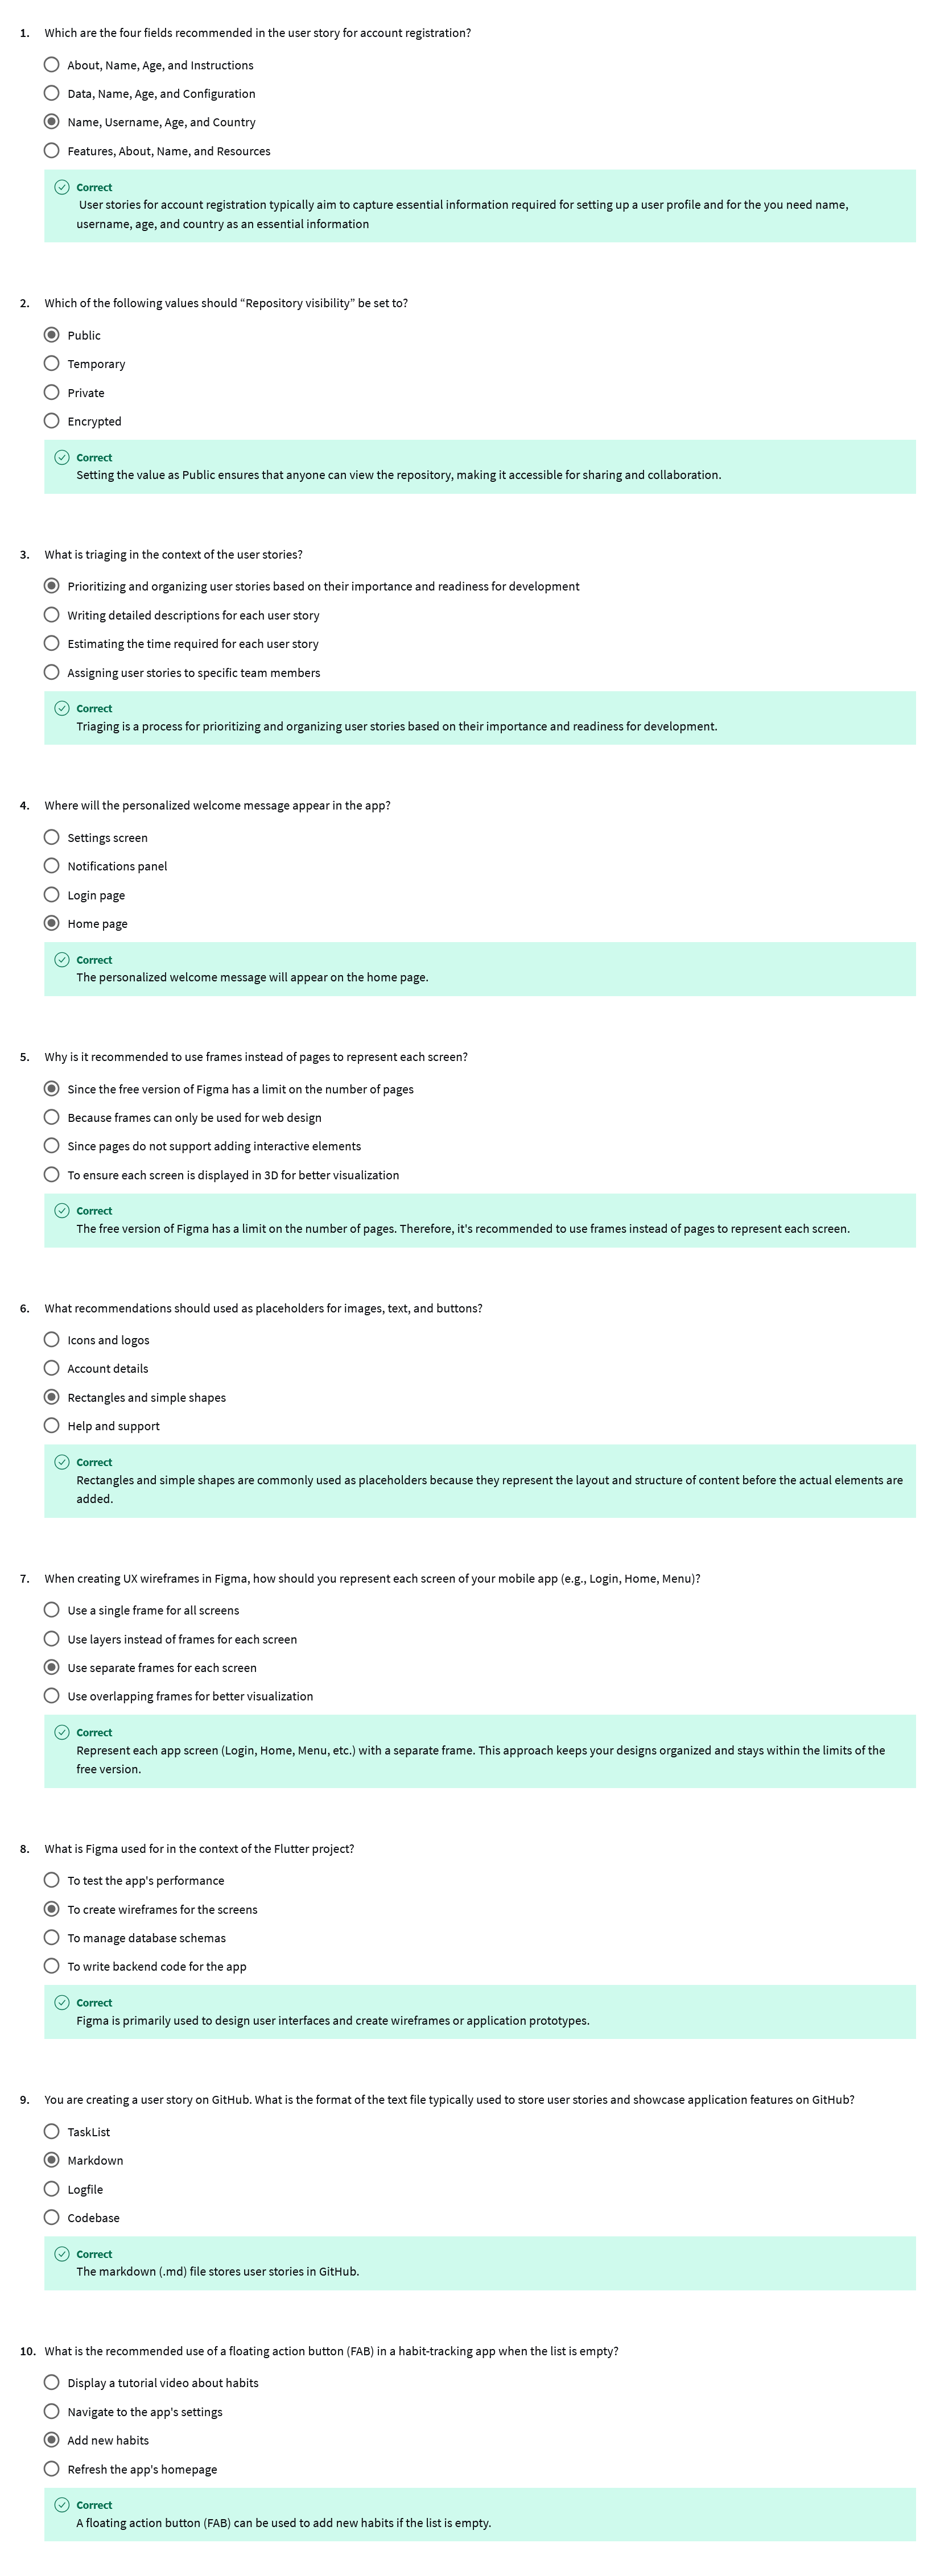 1. Which are the four fields recommended in the user story for account registration?
About, Name, Age, and Instructions
Data, Name, Age, and Configuration
Name, Username, Age, and Country
Features, About, Name, and Resources
Correct
User stories for account registration typically aim to capture essential information required for setting up a user profile and for the you need name,
username, age, and country as an essential information
2. Which of the following values should “Repository visibility” be set to?
Public
Temporary
Private
Encrypted
Correct
Setting the value as Public ensures that anyone can view the repository, making it accessible for sharing and collaboration.
3. What is triaging in the context of the user stories?
Prioritizing and organizing user stories based on their importance and readiness for development
Writing detailed descriptions for each user story
Estimating the time required for each user story
Assigning user stories to specific team members
Correct
Triaging is a process for prioritizing and organizing user stories based on their importance and readiness for development.
4. Where will the personalized welcome message appear in the app?
Settings screen
Notifications panel
Login page
Home page
Correct
The personalized welcome message will appear on the home page.
5. Why is it recommended to use frames instead of pages to represent each screen?
Since the free version of Figma has a limit on the number of pages
Because frames can only be used for web design
Since pages do not support adding interactive elements
To ensure each screen is displayed in 3D for better visualization
Correct
The free version of Figma has a limit on the number of pages. Therefore, it's recommended to use frames instead of pages to represent each screen.
6. What recommendations should used as placeholders for images, text, and buttons?
Icons and logos
Account details
Rectangles and simple shapes
Help and support
Correct
Rectangles and simple shapes are commonly used as placeholders because they represent the layout and structure of content before the actual elements are
added.
7. When creating UX wireframes in Figma, how should you represent each screen of your mobile app (e.g., Login, Home, Menu)?
Use a single frame for all screens
Use layers instead of frames for each screen
Use separate frames for each screen
Use overlapping frames for better visualization
Correct
Represent each app screen (Login, Home, Menu, etc.) with a separate frame. This approach keeps your designs organized and stays within the limits of the
free version.
8. What is Figma used for in the context of the Flutter project?
To test the app's performance
To create wireframes for the screens
To manage database schemas
To write backend code for the app
Correct
Figma is primarily used to design user interfaces and create wireframes or application prototypes.
9. You are creating a user story on GitHub. What is the format of the text file typically used to store user stories and showcase application features on GitHub?
TaskList
Markdown
Logfile
Codebase
Correct
The markdown (.md) file stores user stories in GitHub.
10. What is the recommended use of a floating action button (FAB) in a habit-tracking app when the list is empty?
Display a tutorial video about habits
Navigate to the app's settings
Add new habits
Refresh the app's homepage
Correct
A floating action button (FAB) can be used to add new habits if the list is empty.